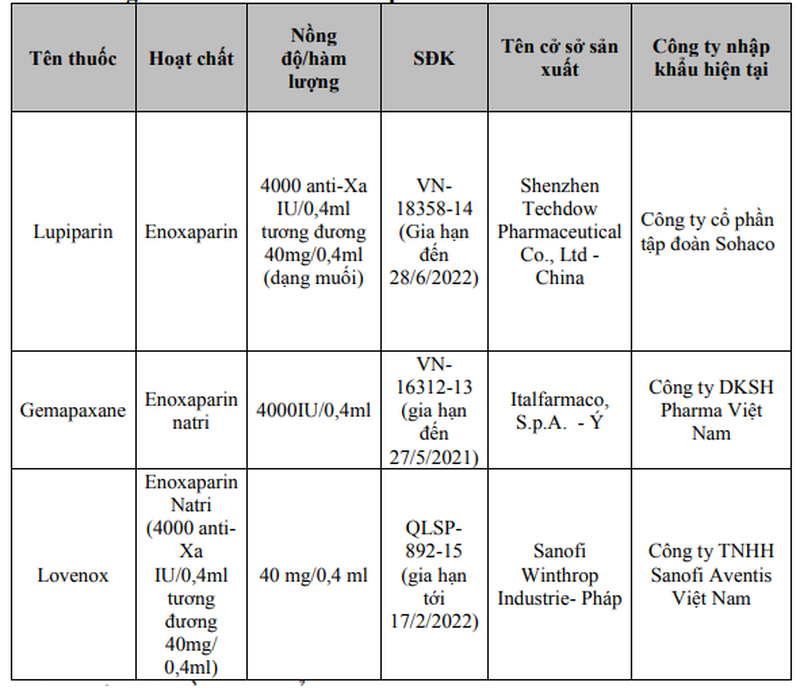 Tên thuốc
Hoạt chất
Nồng
độ/hàm
lượng
SĐK
Tên cở sở sản
xuất
Công ty nhập
khẩu hiện tại
Lupiparin
Enoxaparin
4000 anti-Xa
IU/0,4ml
tương đương
40mg/0,4ml
(dạng muối)
VN-
18358-14
(Gia hạn
đến
28/6/2022)
Shenzhen
Techdow
Pharmaceutical
Co., Ltd -
China
Công ty cổ phần
tập đoàn Sohaco
Gemapaxane
Enoxaparin
natri
4000IU/0,4ml
VN-
16312-13
(gia hạn
đến
27/5/2021)
Italfarmaco,
S.p.A.  - Ý
Công ty DKSH
Pharma Việt
Nam
Lovenox
Enoxaparin
Natri
(4000 anti-
Xa
IU/0,4ml
tương
đương
40mg/
0,4ml)
40 mg/0,4 ml
QLSP-
892-15
(gia hạn
tới
17/2/2022)
Sanofi
Winthrop
Industrie- Pháp
Công ty TNHH
Sanofi Aventis
Việt Nam